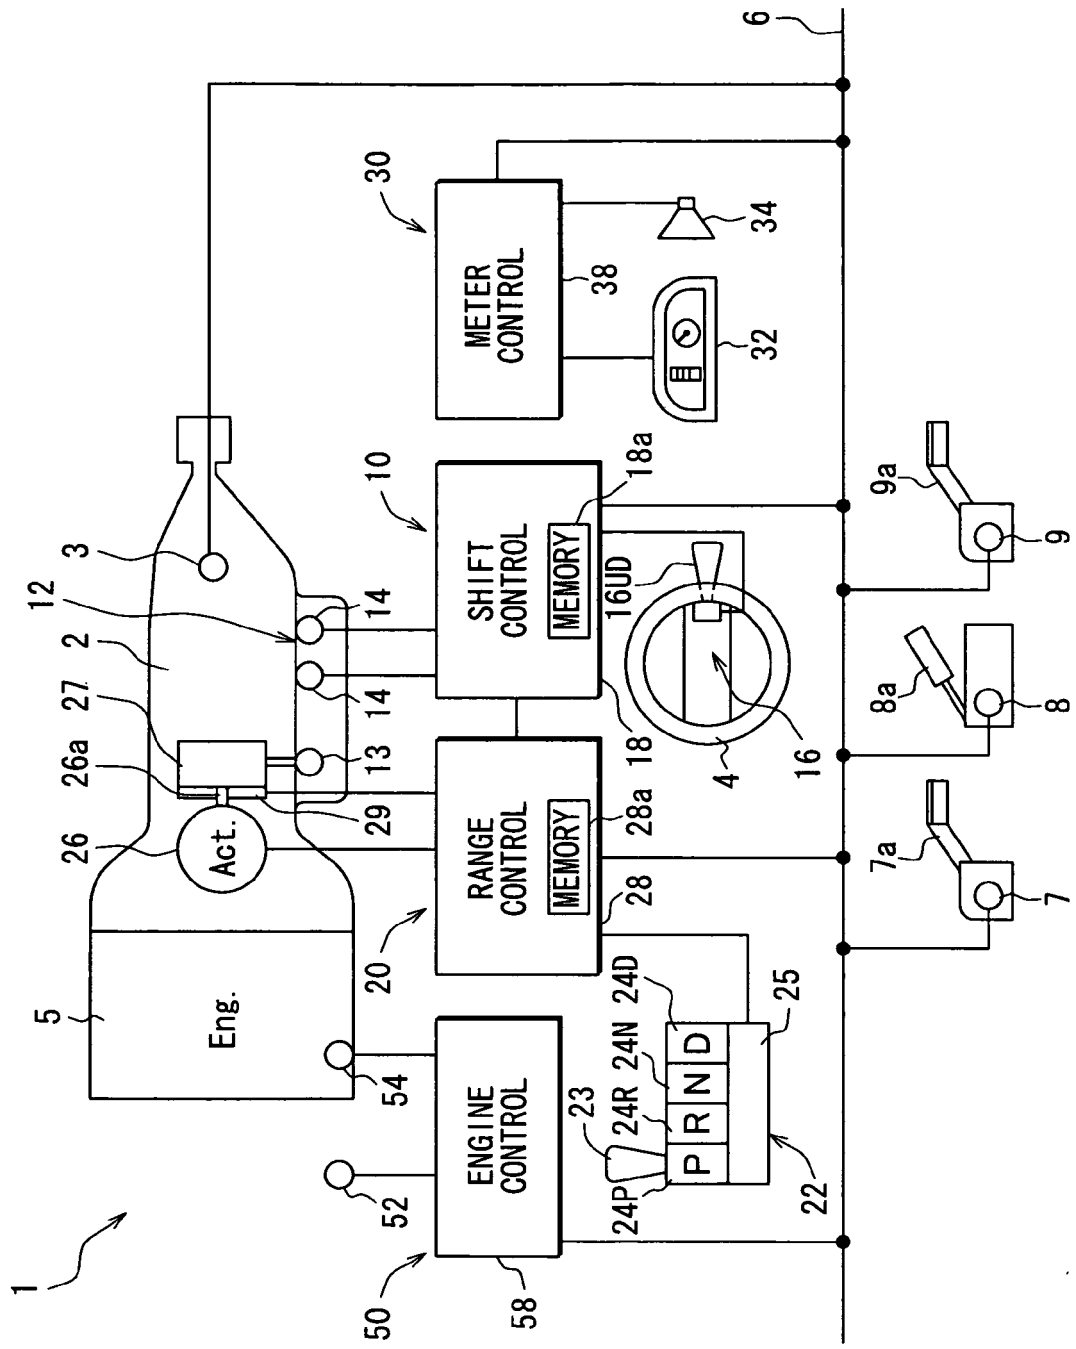 1
5
Eng.
26
Act.
26a
27
2
12
3
52
54
29
13
14
14
50
ENGINE
CONTROL
58
20
RANGE
CONTROL
MEMORY
28
28a
10
SHIFT
CONTROL
MEMORY
18
18a
30
METER
CONTROL
38
23
24P
24R
24N
24D
P
R
N
D
22
25
4
16
16UD
32
34
6
7a
7
8a
8
9a
9